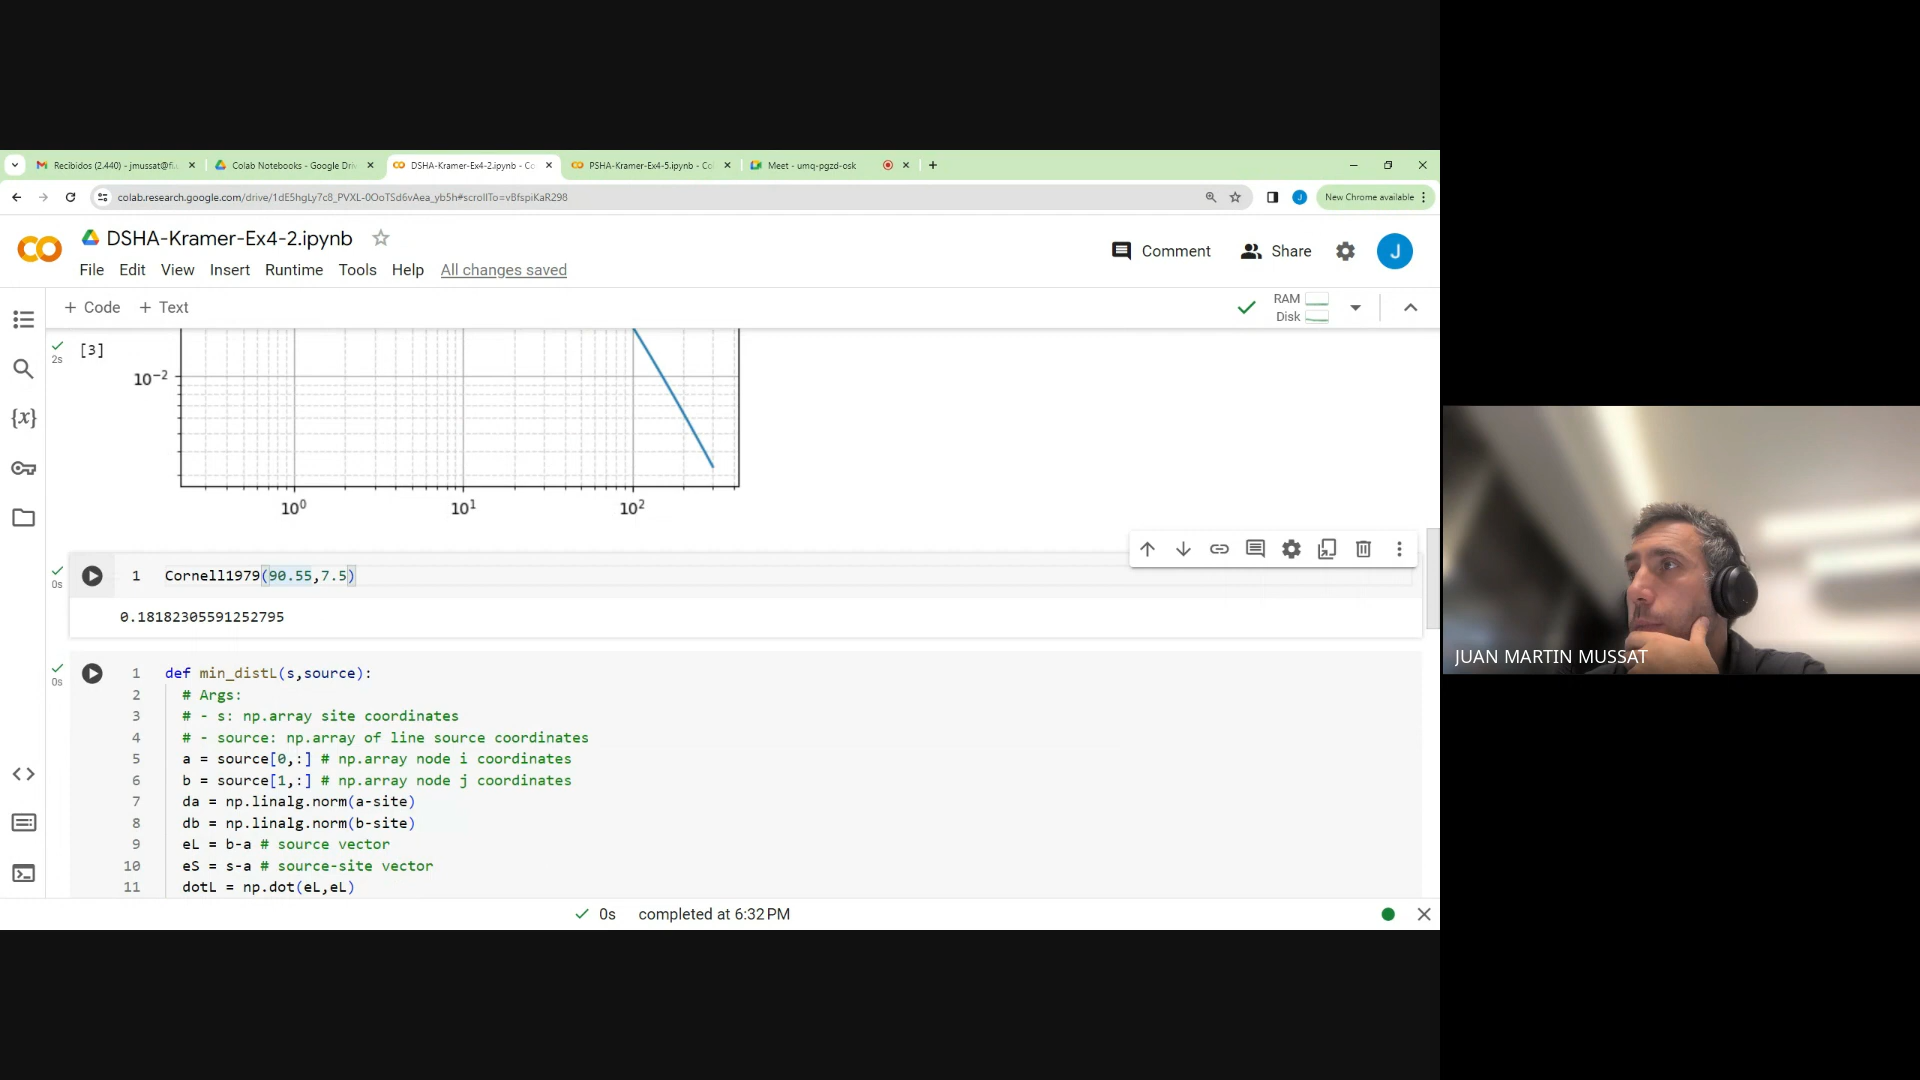 Recibidos (2.440) - jmussat@fi.
Colab Notebooks - Google Dri
DSHA-Kramer-Ex4-2.ipynb - Co
PSHA-Kramer-Ex4-5.ipynb - Co
Meet - umq-pgzd-osk
colab.research.google.com/drive/1dE5hgLy7c8_PVXL-0OoTSd6vAea_yb5h#scrollTo=vBfspiKaR298
New Chrome available
DSHA-Kramer-Ex4-2.ipynb
Comment
Share
J
File Edit View Insert Runtime Tools Help All changes saved
+ Code + Text
RAM
Disk
[3]
2s
10-2
100 101 102
0s
1 Cornell1979(90.55,7.5)
0.18182305591252795
0s
1 def min_distL(s,source):
2 # Args:
3 # - s: np.array site coordinates
4 # - source: np.array of line source coordinates
5 a = source[0,:] # np.array node i coordinates
6 b = source[1,:] # np.array node j coordinates
7 da = np.linalg.norm(a-site)
8 db = np.linalg.norm(b-site)
9 eL = b-a # source vector
10 eS = s-a # source-site vector
11 dotL = np.dot(eL,eL)
0s completed at 6:32 PM
JUAN MARTIN MUSSAT